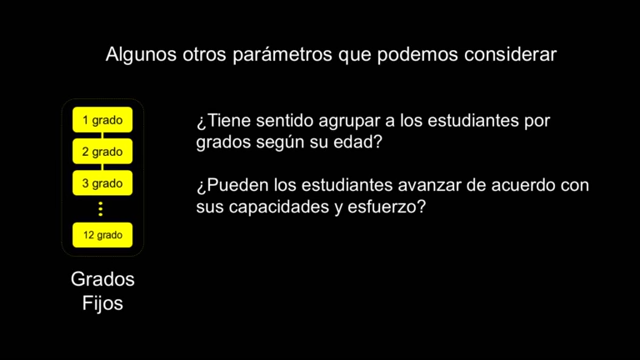 Algunos otros parámetros que podemos considerar
1 grado
2 grado
3 grado
12 grado
Grados
Fijos
¿Tiene sentido agrupar a los estudiantes por
grados según su edad?
¿Pueden los estudiantes avanzar de acuerdo con
sus capacidades y esfuerzo?